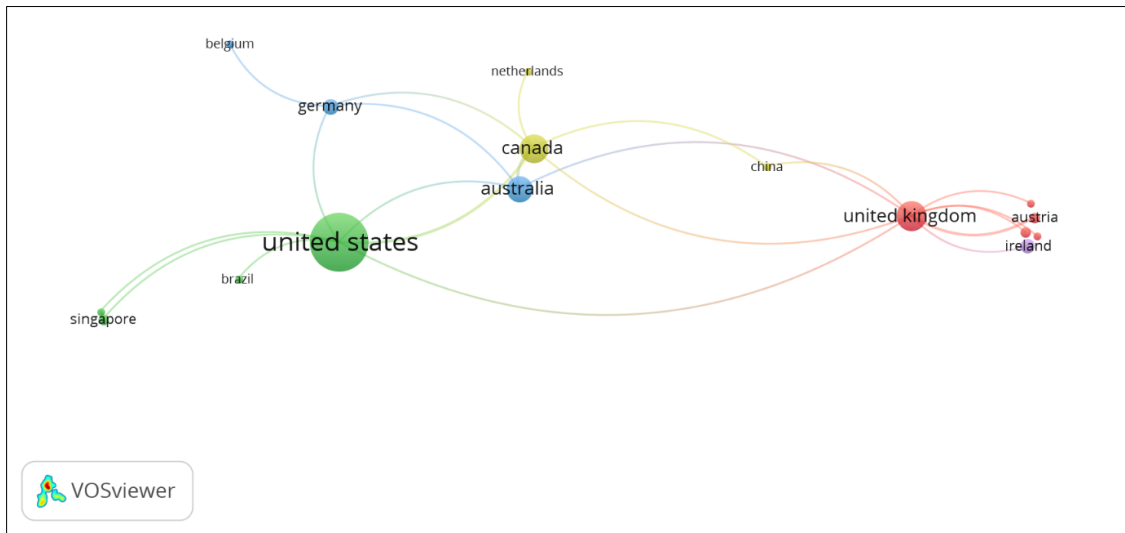 belgium
netherlands
germany
canada
china
australia
united kingdom
austria
united states
ireland
brazil
singapore
VOSviewer